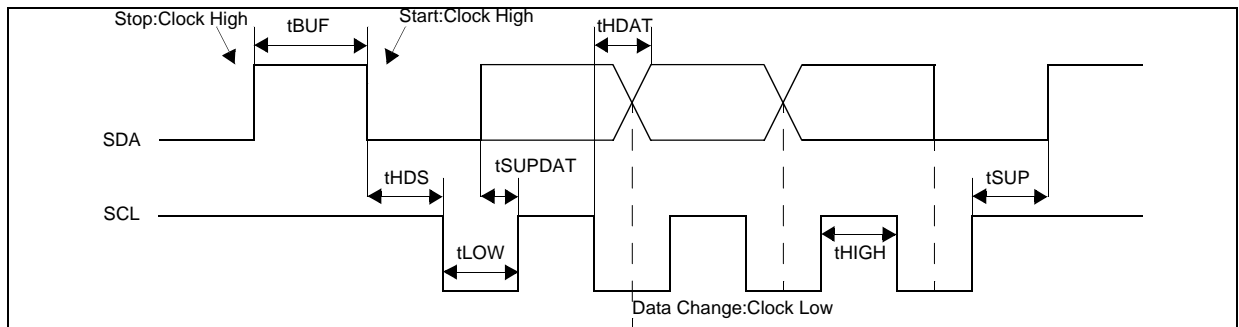 Stop:Clock High
tBUF
Start:Clock High
tHDAT
SDA
tHDS
tSUPDAT
tSUP
SCL
tLOW
tHIGH
Data Change:Clock Low